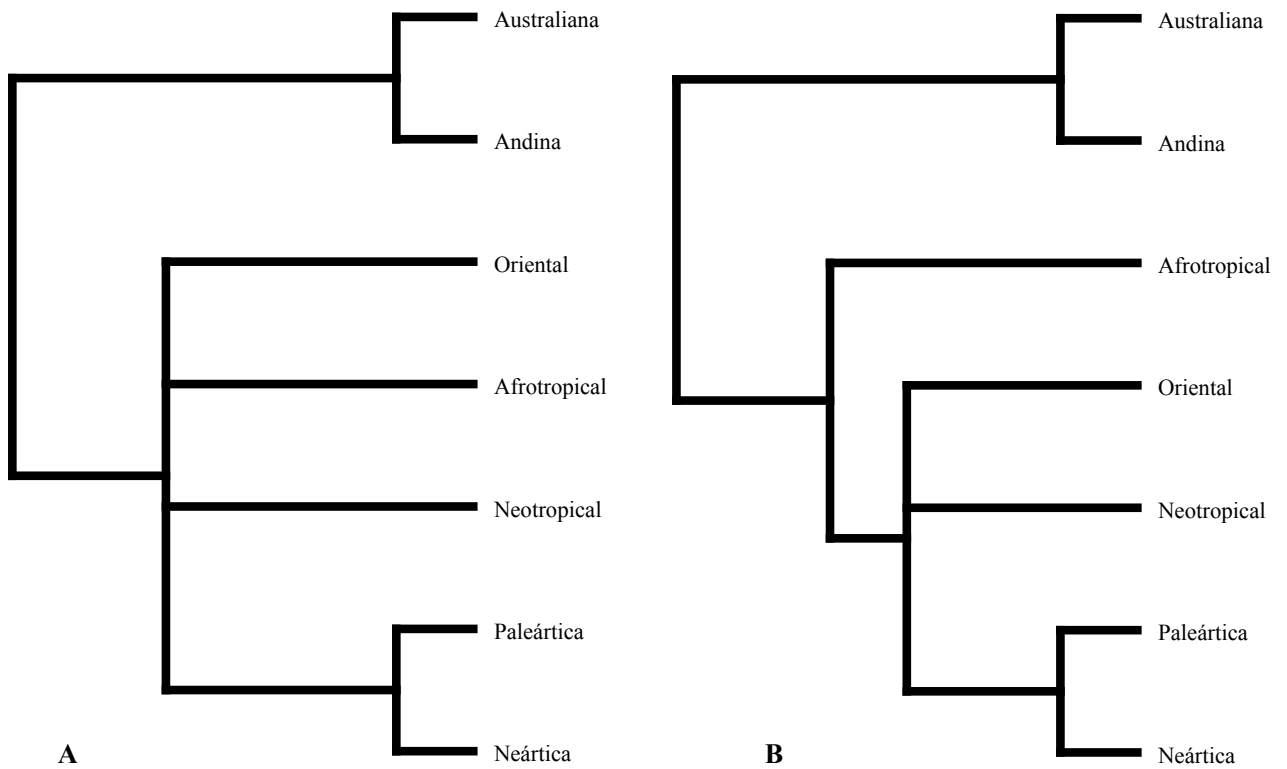 Australiana
Andina
Oriental
Afrotropical
Neotropical
Paleártica
Neártica
A
Australiana
Andina
Afrotropical
Oriental
Neotropical
Paleártica
Neártica
B